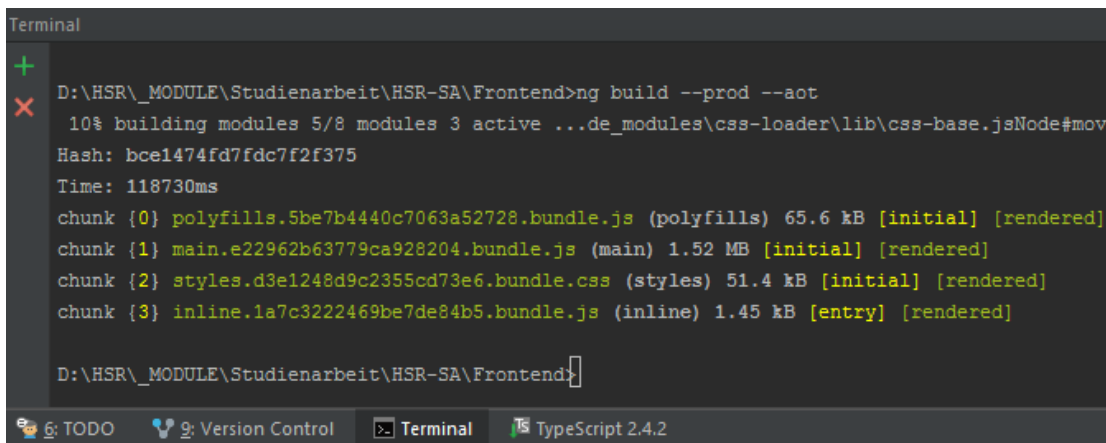 Terminal
D:\HSR\_MODULE\Studienarbeit\HSR-SA\Frontend>ng build --prod --aot
10% building modules 5/8 modules 3 active ...de_modules\css-loader\lib\css-base.jsNode#mov
Hash: bce1474fd7fdc7f2f375
Time: 118730ms
chunk {0} polyfills.5be7b4440c7063a52728.bundle.js (polyfills) 65.6 kB [initial] [rendered]
chunk {1} main.e22962b63779ca928204.bundle.js (main) 1.52 MB [initial] [rendered]
chunk {2} styles.d3e1248d9c2355cd73e6.bundle.css (styles) 51.4 kB [initial] [rendered]
chunk {3} inline.1a7c3222469be7de84b5.bundle.js (inline) 1.45 kB [entry] [rendered]
D:\HSR\_MODULE\Studienarbeit\HSR-SA\Frontend>
6: TODO 9: Version Control Terminal TS TypeScript 2.4.2